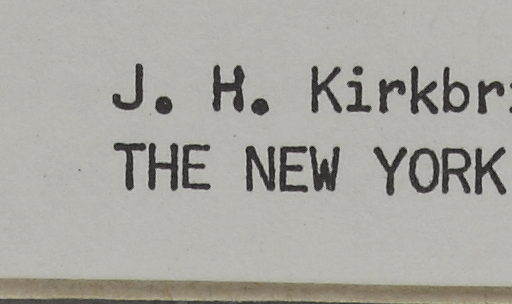 J. H. Kirkbr
THE NEW YORK